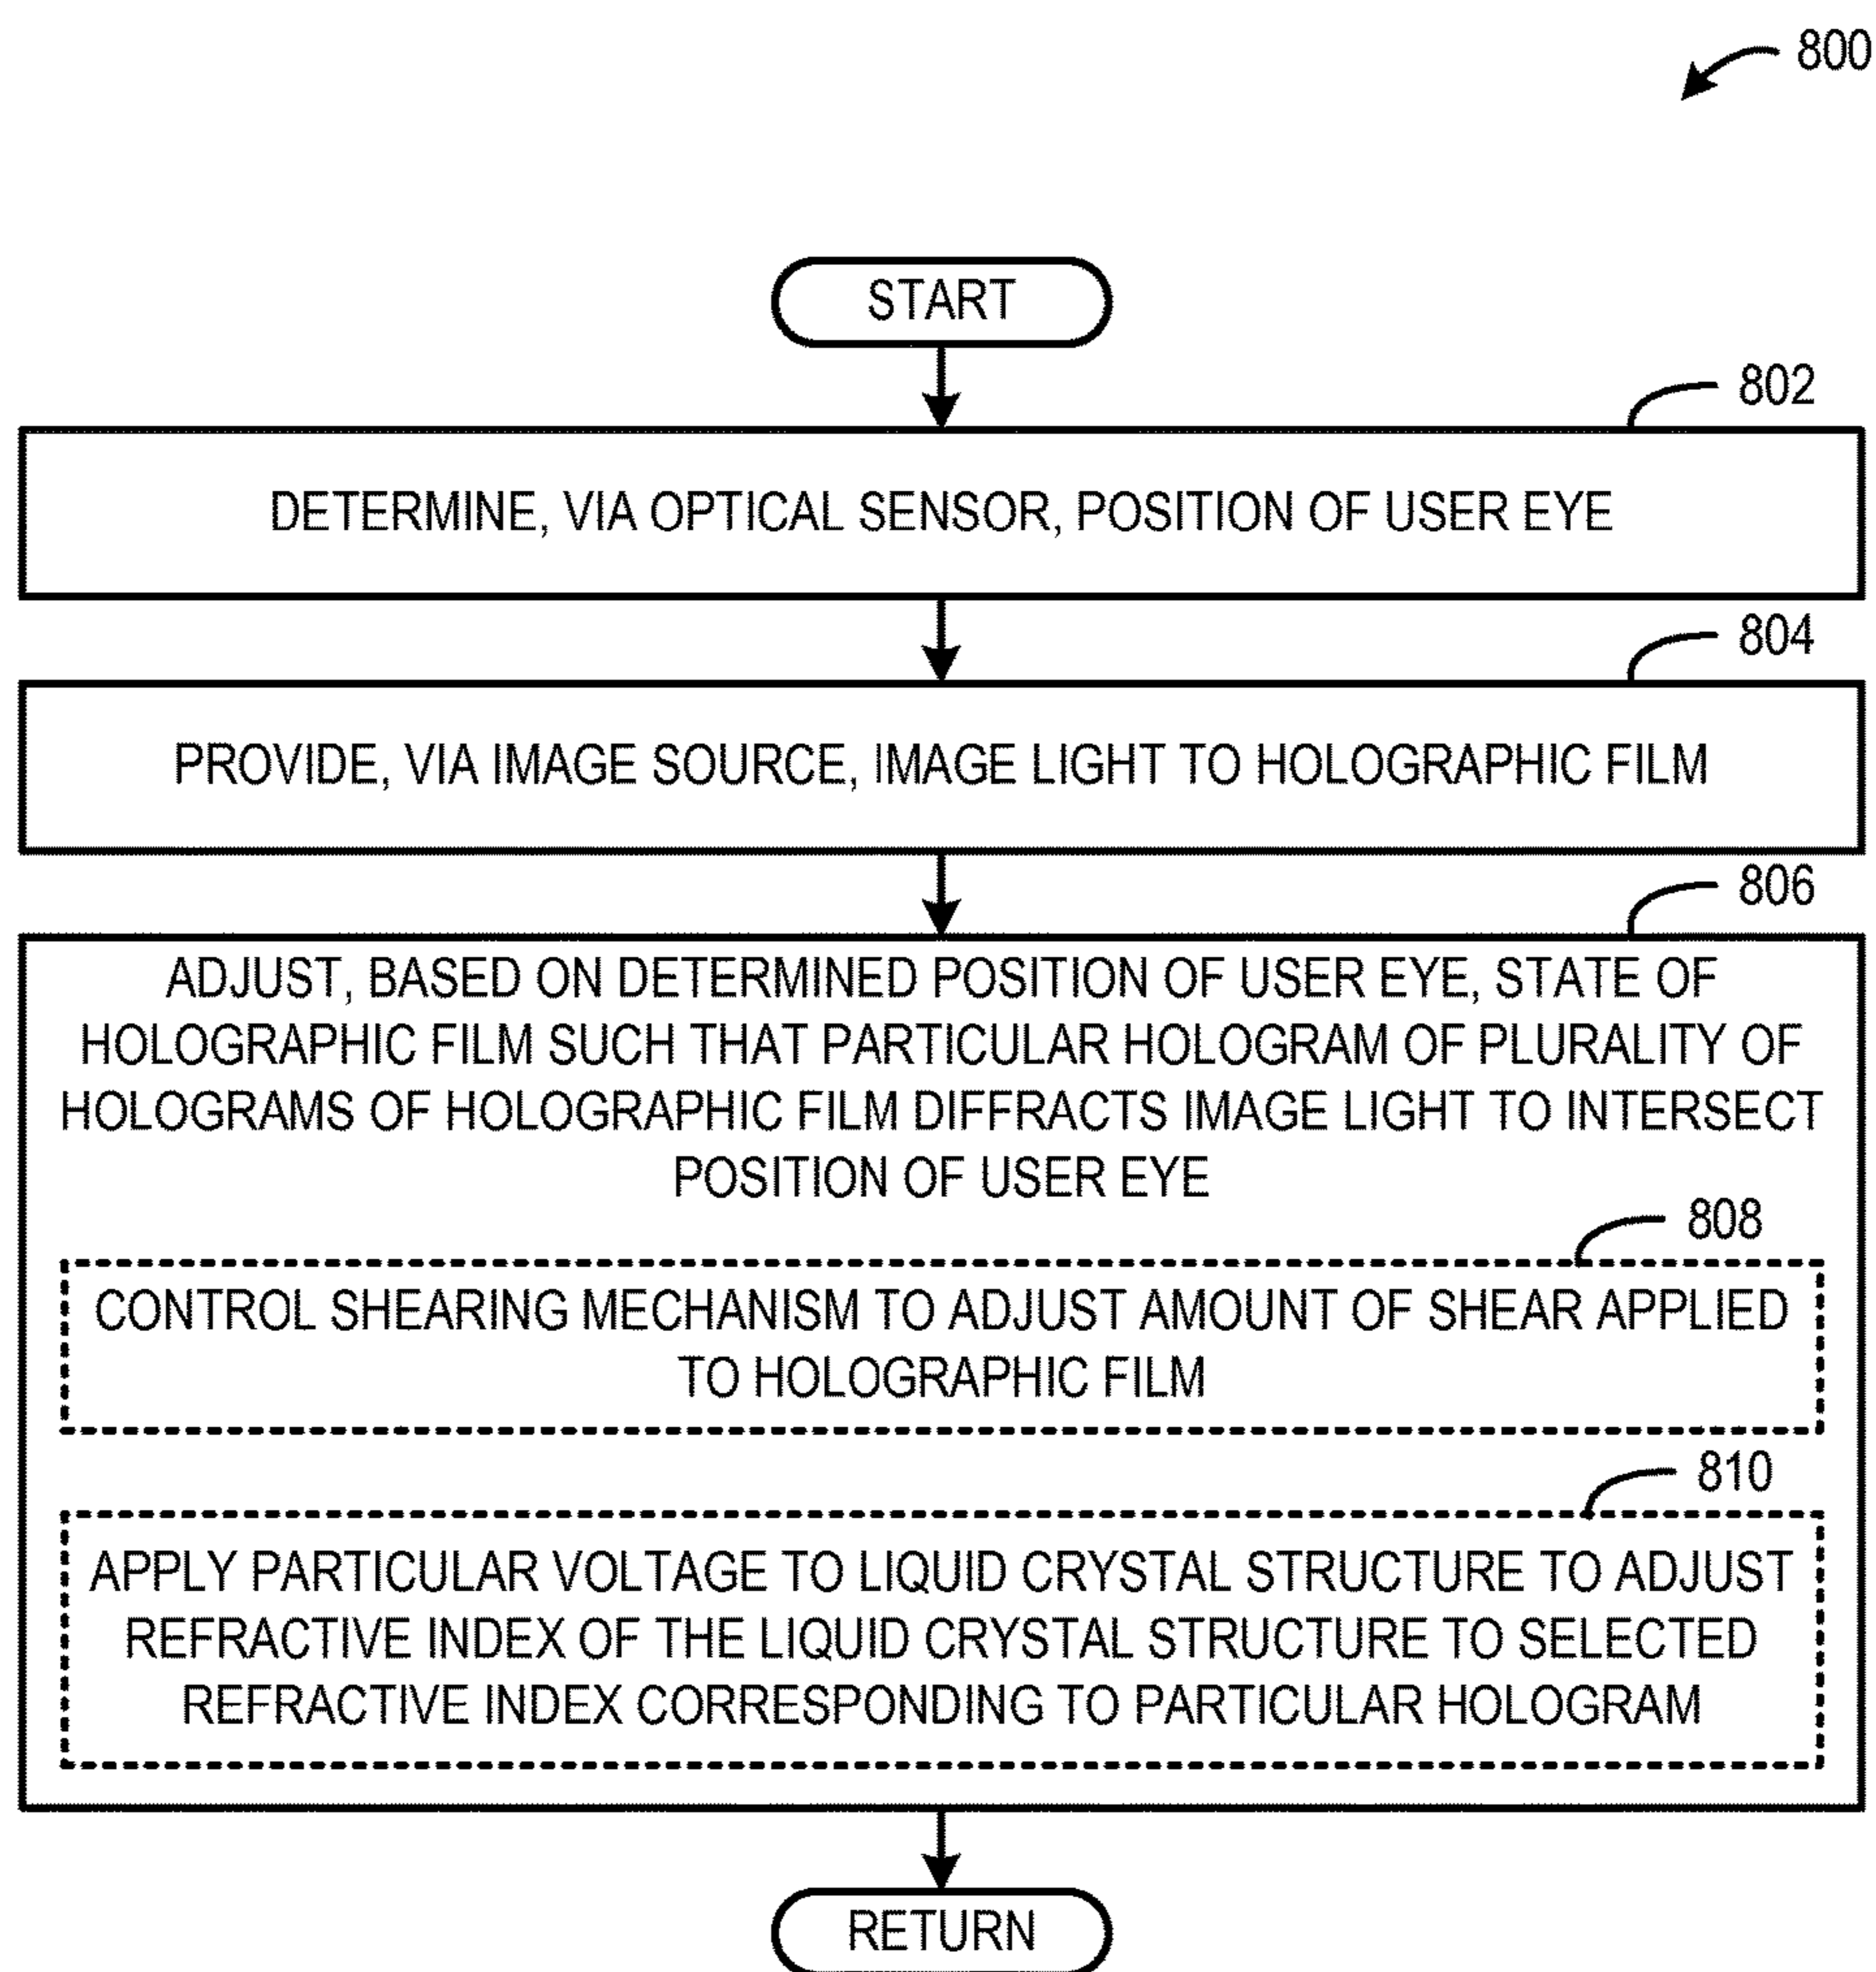 800
START
802
DETERMINE, VIA OPTICAL SENSOR, POSITION OF USER EYE
804
PROVIDE, VIA IMAGE SOURCE, IMAGE LIGHT TO HOLOGRAPHIC FILM
806
ADJUST, BASED ON DETERMINED POSITION OF USER EYE, STATE OF
HOLOGRAPHIC FILM SUCH THAT PARTICULAR HOLOGRAM OF PLURALITY OF
HOLOGRAMS OF HOLOGRAPHIC FILM DIFFRACTS IMAGE LIGHT TO INTERSECT
POSITION OF USER EYE
808
CONTROL SHEARING MECHANISM TO ADJUST AMOUNT OF SHEAR APPLIED
TO HOLOGRAPHIC FILM
810
APPLY PARTICULAR VOLTAGE TO LIQUID CRYSTAL STRUCTURE TO ADJUST
REFRACTIVE INDEX OF THE LIQUID CRYSTAL STRUCTURE TO SELECTED
REFRACTIVE INDEX CORRESPONDING TO PARTICULAR HOLOGRAM
RETURN